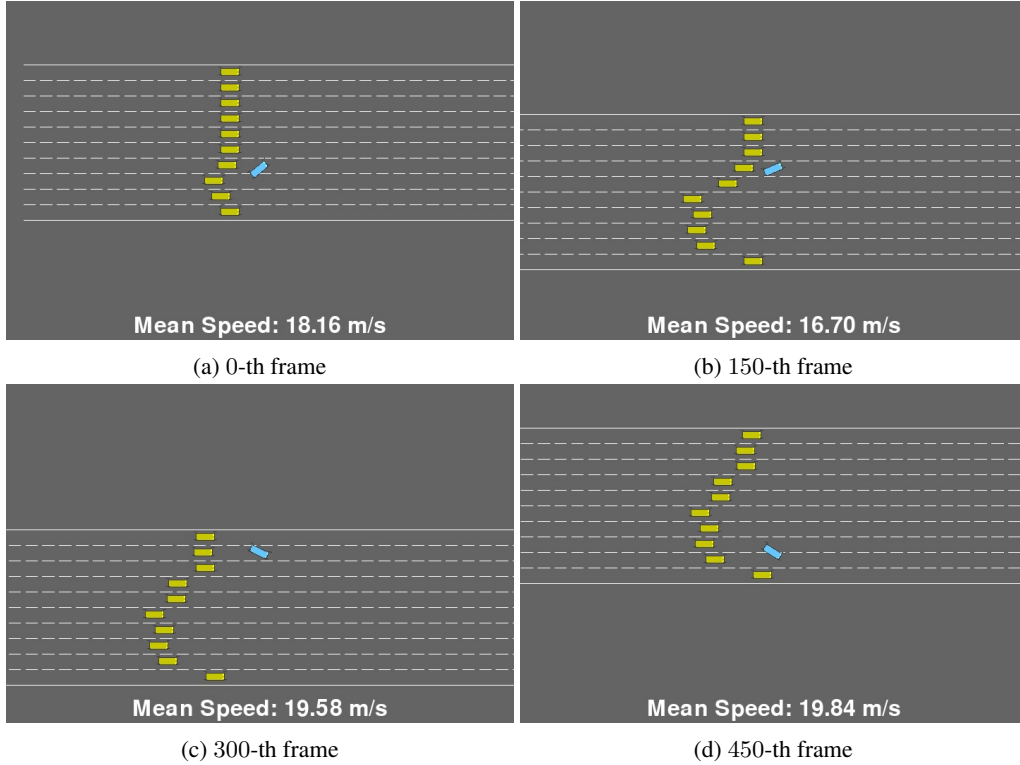 Mean Speed: 18.16 m/s
Mean Speed: 16.70 m/s
(a) 0-th frame
(b) 150-th frame
Mean Speed: 19.58 m/s
Mean Speed: 19.84 m/s
(c) 300-th frame
(d) 450-th frame